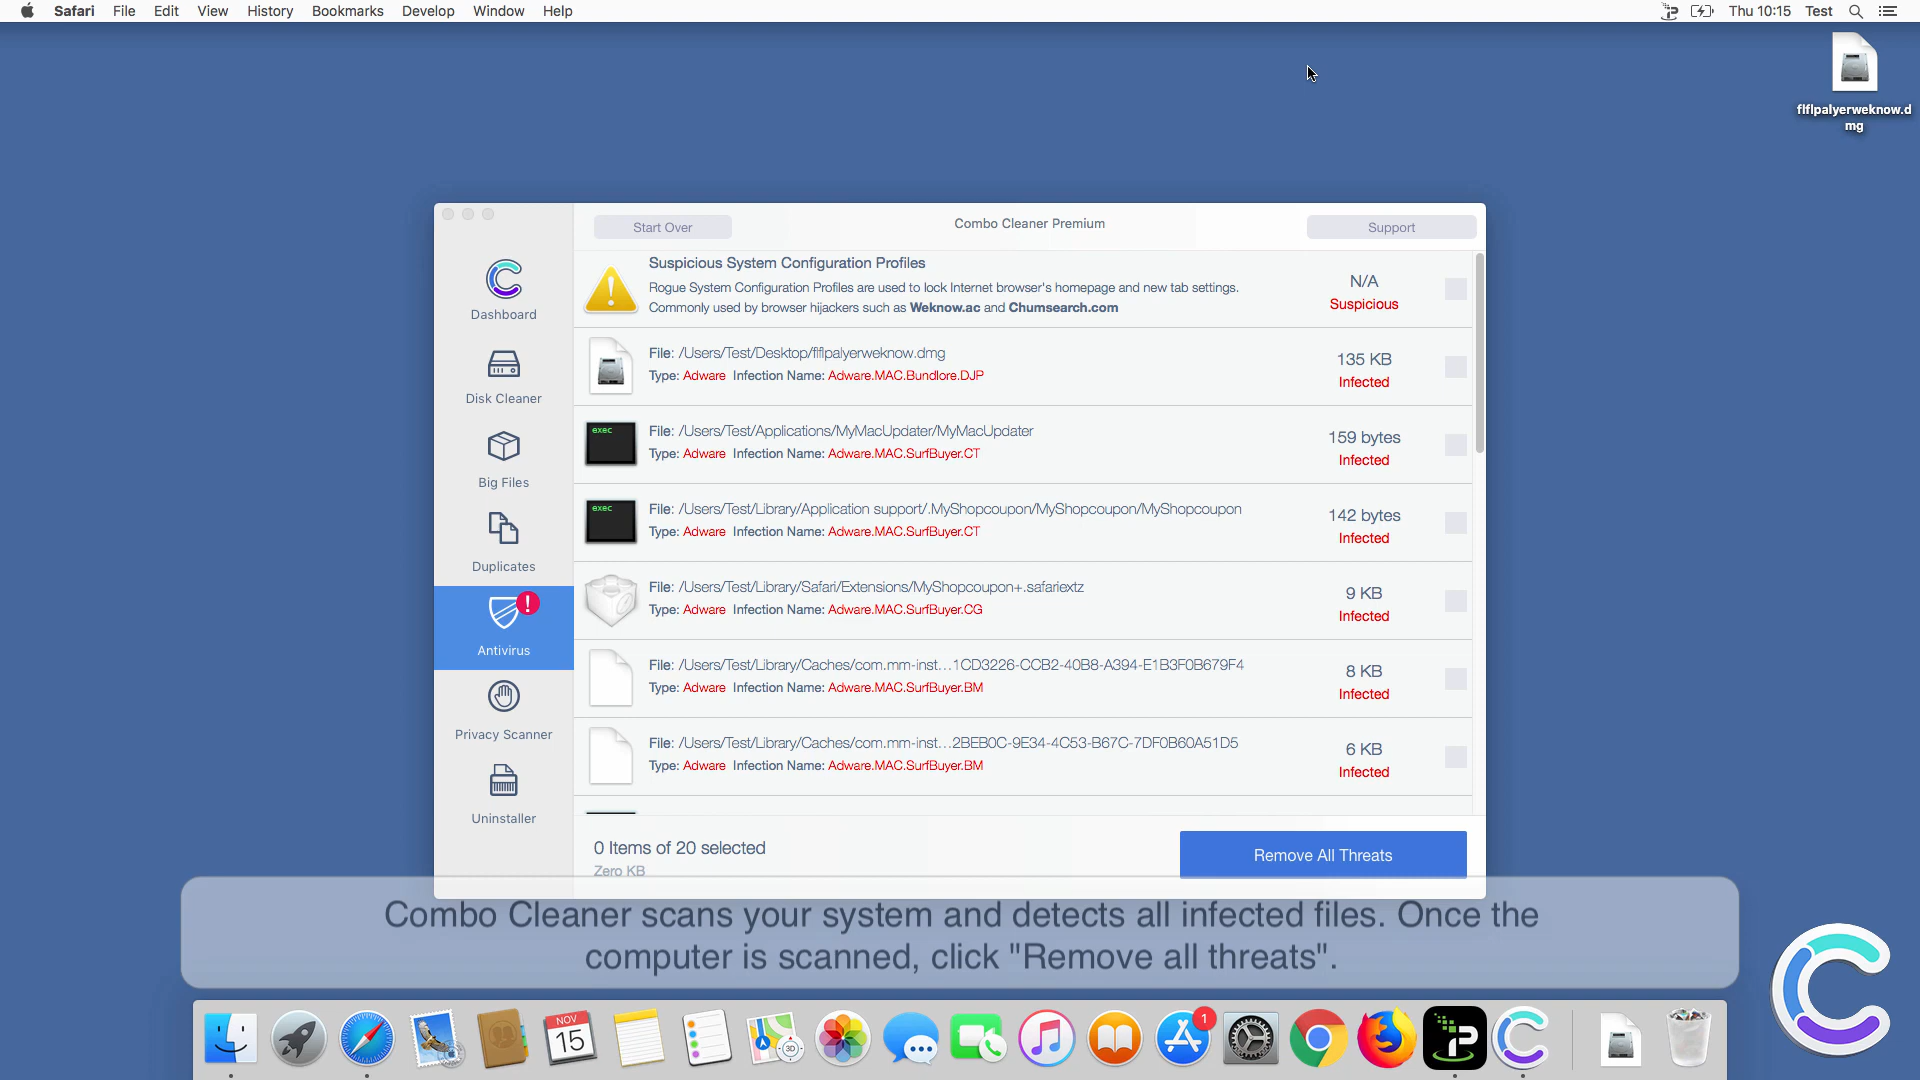 Safari File Edit View History Bookmarks Develop Window Help
Thu 10:15 Test
flflpalyerweknow.d
mg
Start Over
Combo Cleaner Premium
Support
Dashboard
Disk Cleaner
Big Files
Duplicates
Antivirus
Privacy Scanner
Uninstaller
Suspicious System Configuration Profiles
Rogue System Configuration Profiles are used to lock Internet browser's homepage and new tab settings.
Commonly used by browser hijackers such as Weknow.ac and Chumsearch.com
N/A
Suspicious
File: /Users/Test/Desktop/flflpalyerweknow.dmg
Type: Adware Infection Name: Adware.MAC.Bundlore.DJP
135 KB
Infected
exec
File: /Users/Test/Applications/MyMacUpdater/MyMacUpdater
Type: Adware Infection Name: Adware.MAC.SurfBuyer.CT
159 bytes
Infected
exec
File: /Users/Test/Library/Application support/.MyShopcoupon/MyShopcoupon/MyShopcoupon
Type: Adware Infection Name: Adware.MAC.SurfBuyer.CT
142 bytes
Infected
File: /Users/Test/Library/Safari/Extensions/MyShopcoupon+.safariextz
Type: Adware Infection Name: Adware.MAC.SurfBuyer.CG
9 KB
Infected
File: /Users/Test/Library/Caches/com.mm-inst...1CD3226-CCB2-40B8-A394-E1B3F0B679F4
Type: Adware Infection Name: Adware.MAC.SurfBuyer.BM
8 KB
Infected
File: /Users/Test/Library/Caches/com.mm-inst...2BEB0C-9E34-4C53-B67C-7DF0B60A51D5
Type: Adware Infection Name: Adware.MAC.SurfBuyer.BM
6 KB
Infected
0 Items of 20 selected
Zero KB
Remove All Threats
Combo Cleaner scans your system and detects all infected files. Once the
computer is scanned, click "Remove all threats".
NOV
15
3D
1